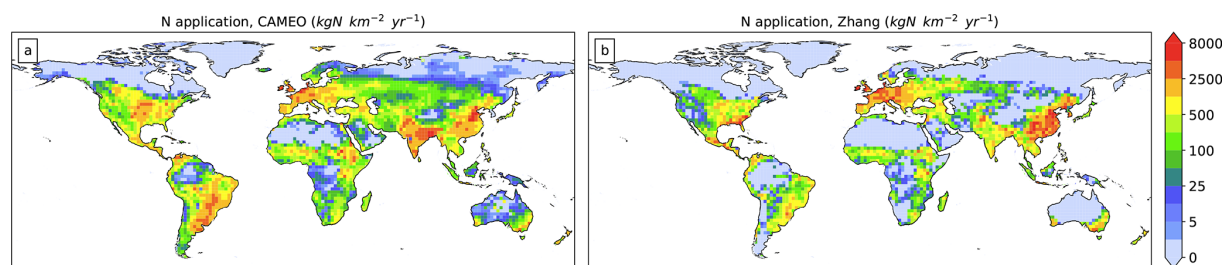 N application, CAMEO (kgN km⁻² yr⁻¹)
N application, Zhang (kgN km⁻² yr⁻¹)
a
b
8000
2500
500
100
25
5
0